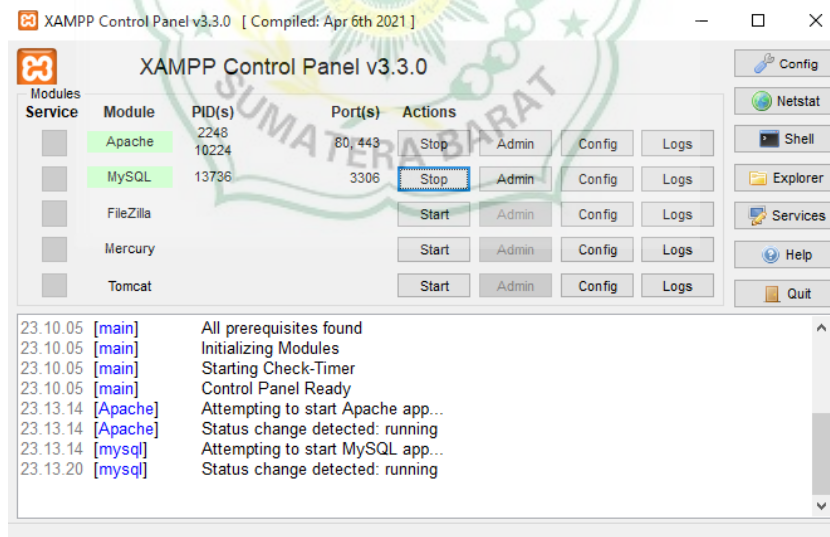 XAMPP Control Panel v3.3.0 [ Compiled: Apr 6th 2021 ]
XAMPP Control Panel v3.3.0
Config
Modules
Service Module PID(s) Port(s) Actions
Netstat
Apache 2248 10224 80, 443 Stop Admin Config Logs
Shell
MySQL 13736 3306 Stop Admin Config Logs
Explorer
FileZilla Start Admin Config Logs
Services
Mercury Start Admin Config Logs
Help
Tomcat Start Admin Config Logs
Quit
SUMATERA BARAT
23.10.05 [main] All prerequisites found
23.10.05 [main] Initializing Modules
23.10.05 [main] Starting Check-Timer
23.10.05 [main] Control Panel Ready
23.13.14 [Apache] Attempting to start Apache app...
23.13.14 [Apache] Status change detected: running
23.13.14 [mysql] Attempting to start MySQL app...
23.13.20 [mysql] Status change detected: running